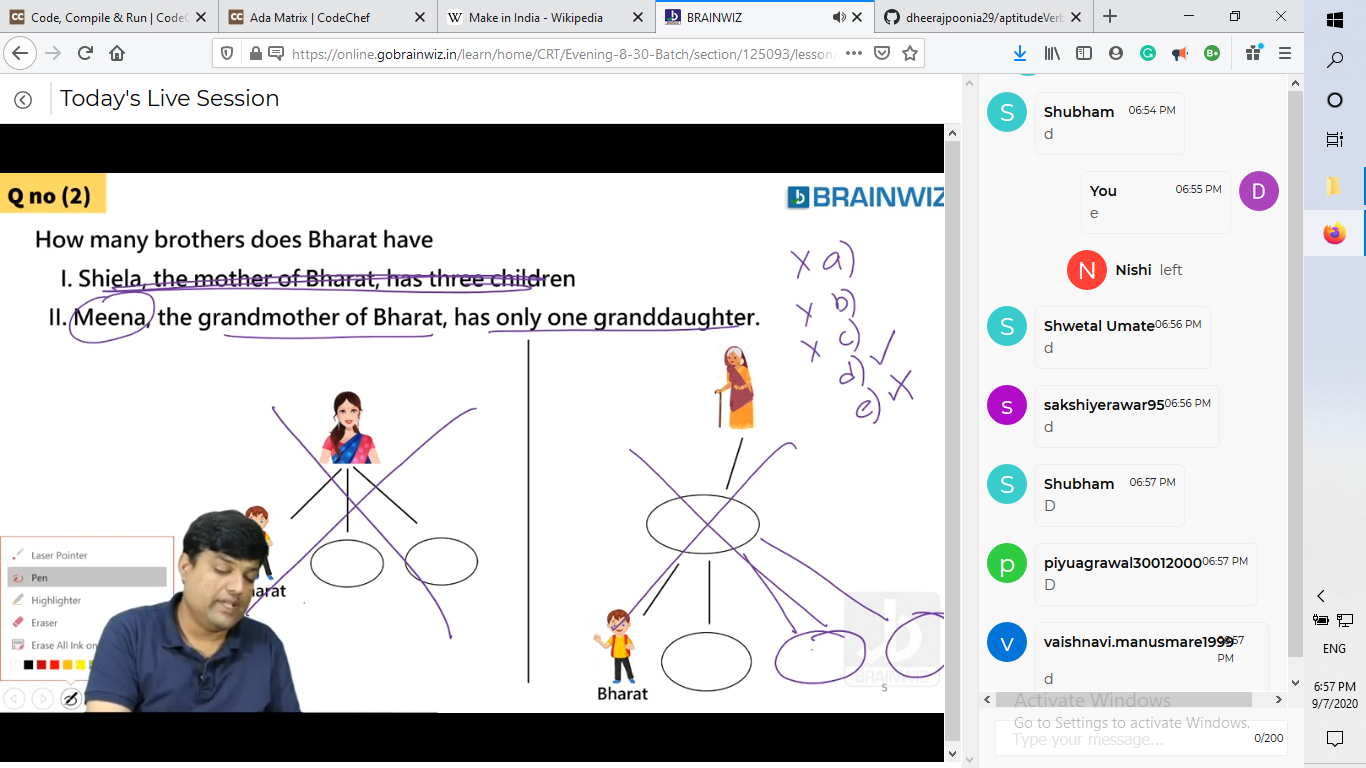 Code, Compile & Run | CodeC
Ada Matrix | CodeChef
Make in India - Wikipedia
BRAINWIZ
dheerajpoonia29/aptitudeVerb
https://online.gobrainwiz.in/learn/home/CRT/Evening-8-30-Batch/section/125093/lesson/
Today's Live Session
Q no (2)
BRAINWIZ
How many brothers does Bharat have
I. Shiela, the mother of Bharat, has three children
II. Meena, the grandmother of Bharat, has only one granddaughter.
x a)
x b)
x c)
d) ✓
e) x
arat
Bharat
BRAINWIZ
5
Laser Pointer
Pen
Highlighter
Eraser
Erase All Ink on
S
Shubham 06:54 PM
d
You 06:55 PM
e
D
N
Nishi left
S
Shwetal Umate 06:56 PM
d
s
sakshiyerawar95 06:56 PM
d
S
Shubham 06:57 PM
D
p
piyuagrawal30012000 06:57 PM
D
v
vaishnavi.manusmare1999 06:57
PM
d
Activate Windows
Go to Settings to activate Windows.
Type your message...
0/200
ENG
6:57 PM
9/7/2020